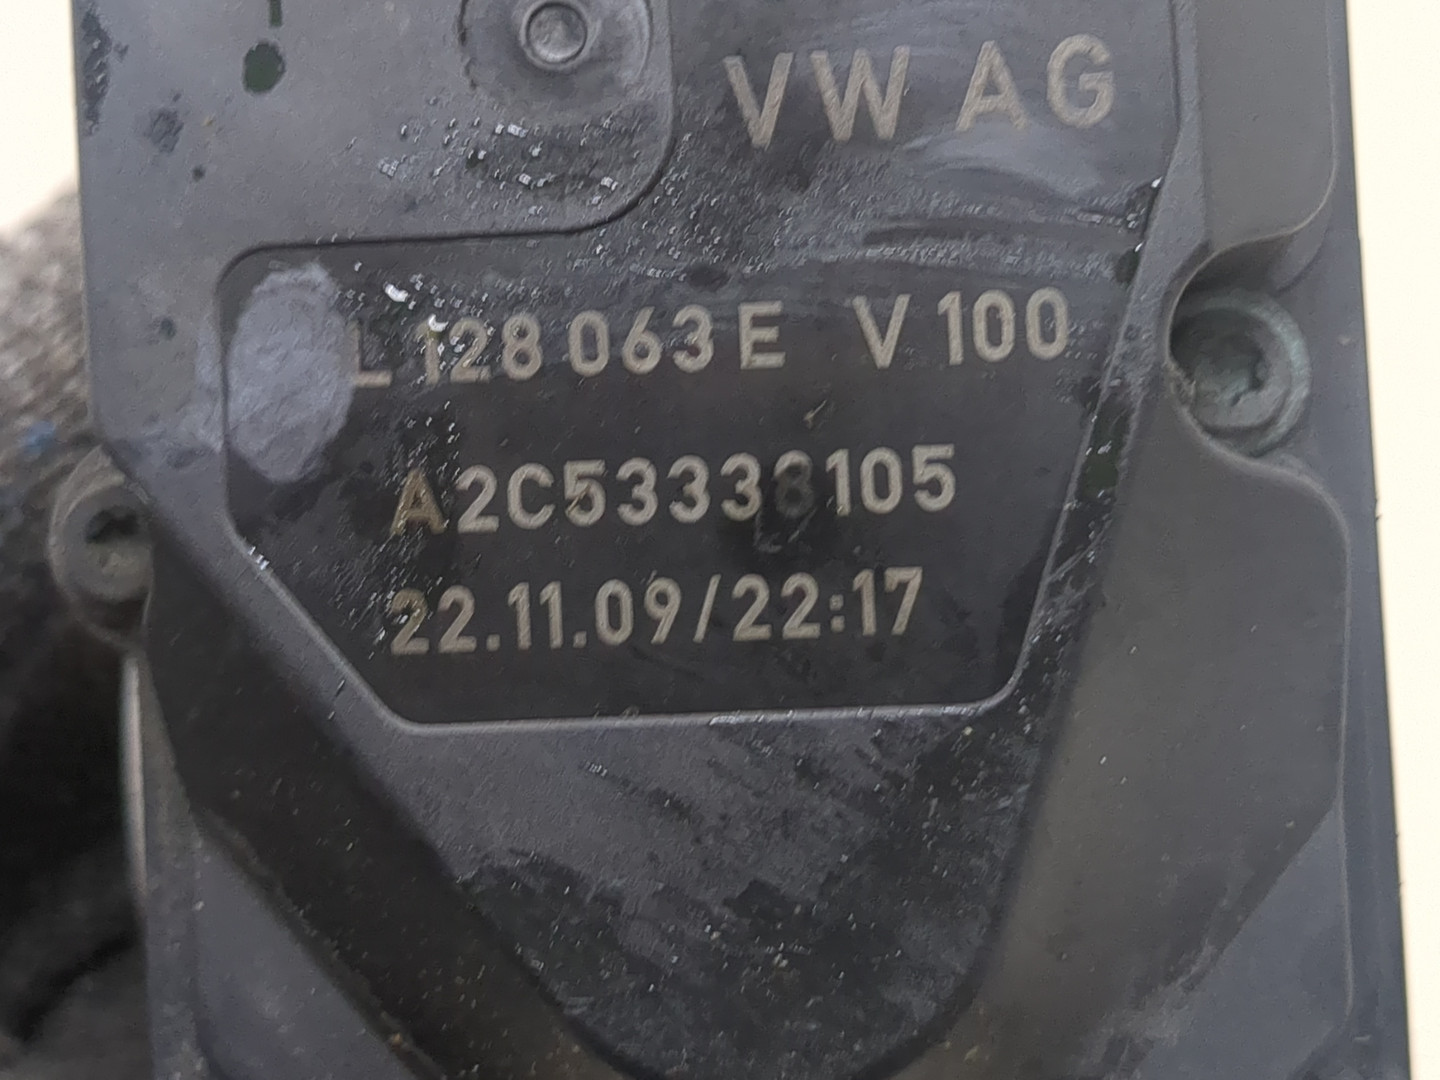 VW AG
L 128 063 E V 100
A2C53338105
22.11.09/22:17